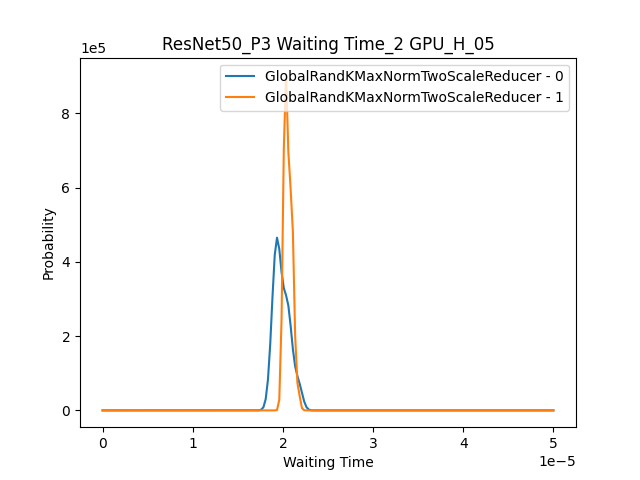 ResNet50_P3 Waiting Time_2 GPU_H_05
1e5
GlobalRandKMaxNormTwoScaleReducer - 0
GlobalRandKMaxNormTwoScaleReducer - 1
8
6
4
2
0
Probability
0 1 2 3 4 5
1e−5
Waiting Time